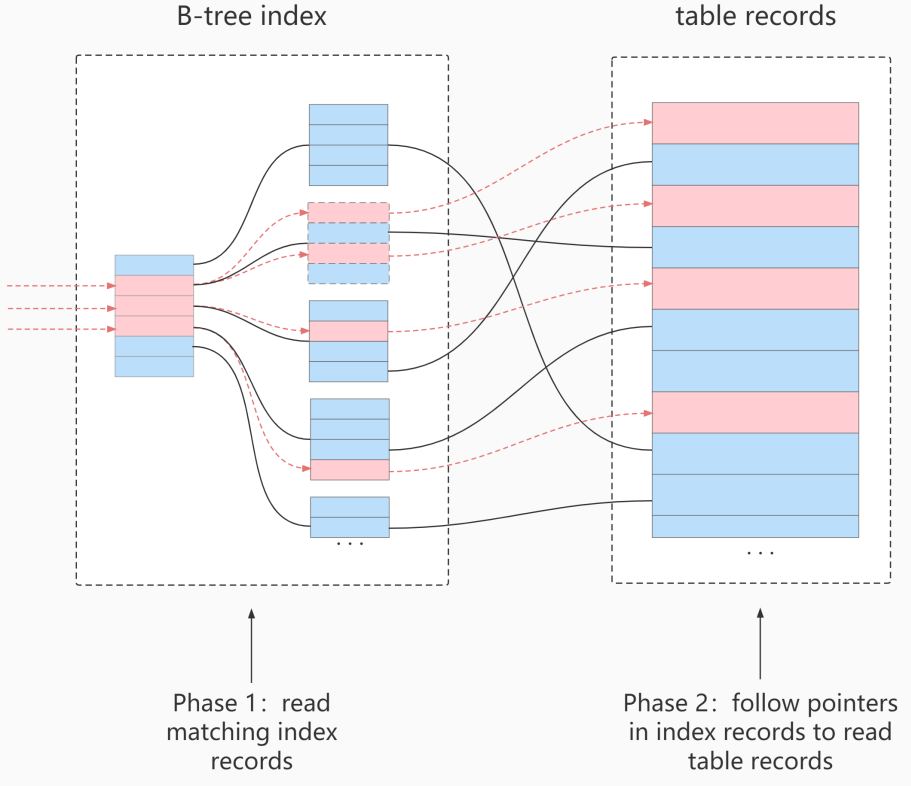 B-tree index
table records
...
...
Phase 1： read
matching index
records
Phase 2： follow pointers
in index records to read
table records